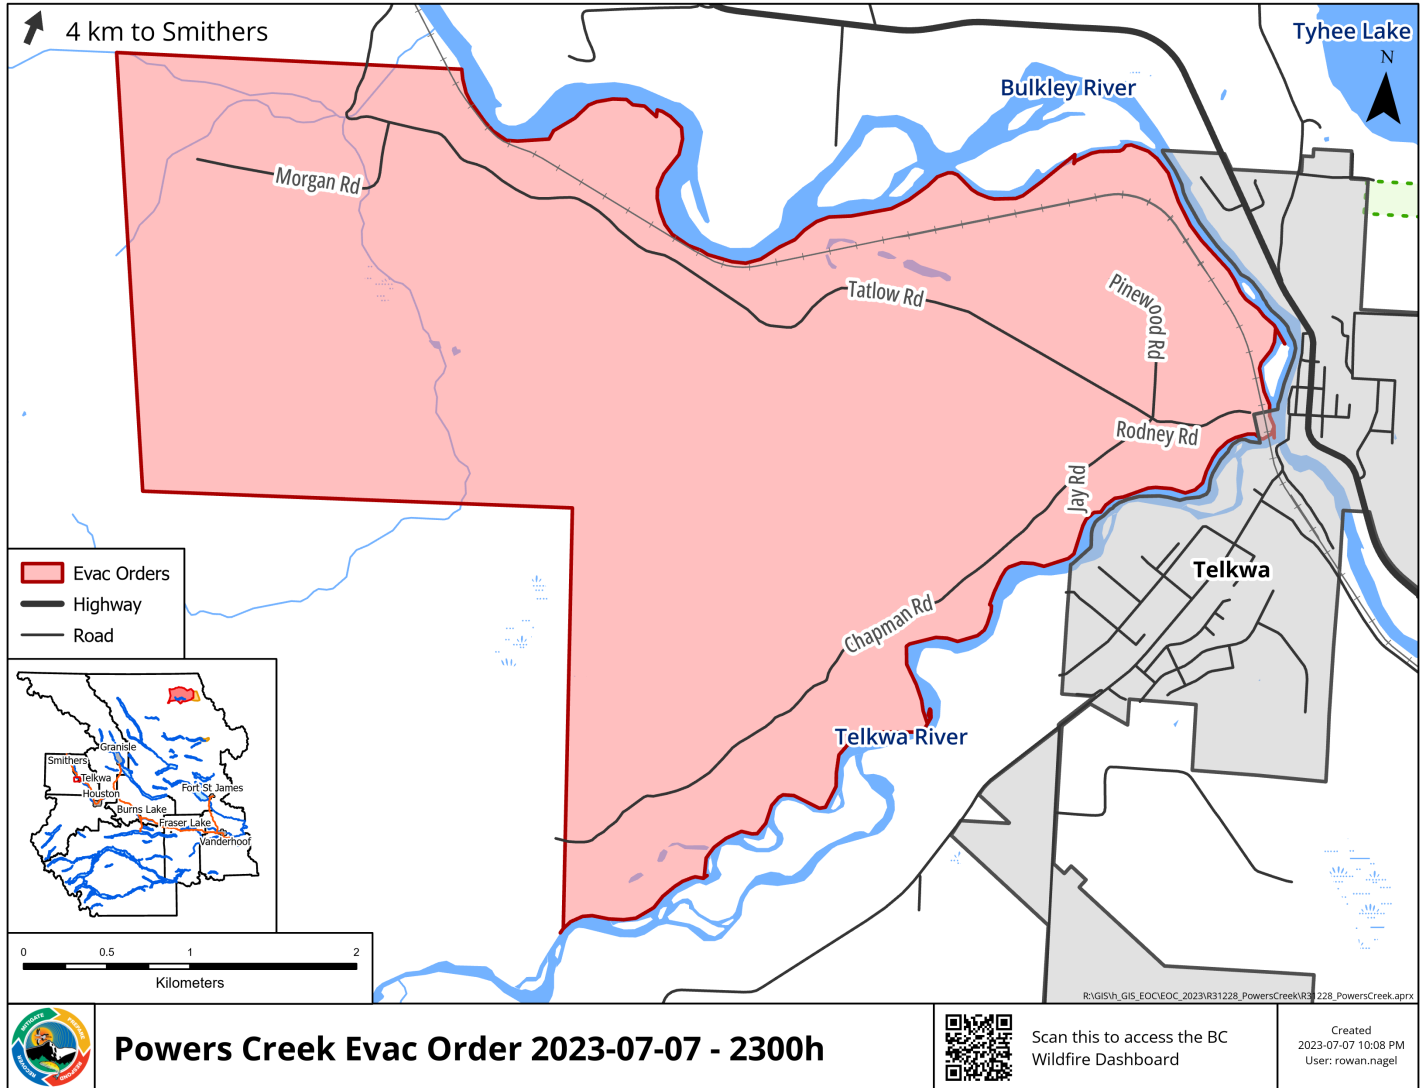 4 km to Smithers
Tyhee Lake
N
Bulkley River
Morgan Rd
Tatlow Rd
Pinewood Rd
Rodney Rd
Jay Rd
Telkwa
Chapman Rd
Telkwa River
Evac Orders
Highway
Road
Granisle
Smithers
Telkwa
Houston
Fort St James
Burns Lake
Fraser Lake
Vanderhoof
0 0.5 1 2
Kilometers
R:\GIS\h_GIS_EOC\EOC_2023\R31228_PowersCreek\R31228_PowersCreek.aprx
MITIGATE
PREPARE
RESPOND
RECOVER
Powers Creek Evac Order 2023-07-07 - 2300h
Scan this to access the BC
Wildfire Dashboard
Created
2023-07-07 10:08 PM
User: rowan.nagel